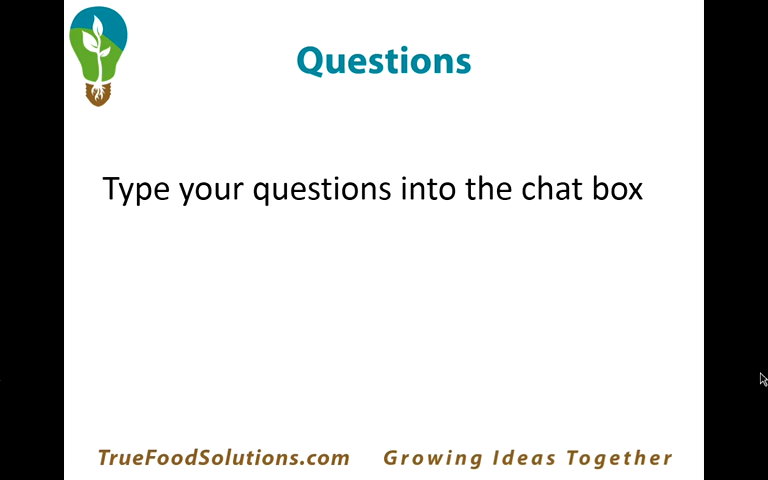 Questions
Type your questions into the chat box
TrueFoodSolutions.com Growing Ideas Together